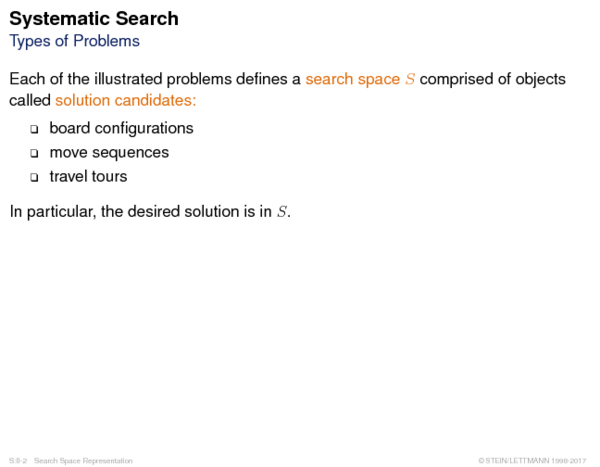 Systematic Search
Types of Problems
Each of the illustrated problems defines a search space S comprised of objects
called solution candidates:
❑ board configurations
❑ move sequences
❑ travel tours
In particular, the desired solution is in S.
S:II-2 Search Space Representation
©STEIN/LETTMANN 1998-2017